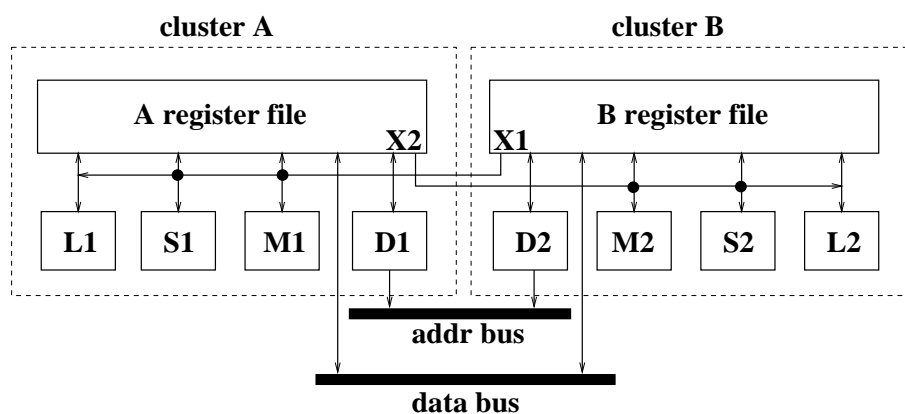 cluster A
cluster B
A register file
B register file
X2
X1
L1
S1
M1
D1
D2
M2
S2
L2
addr bus
data bus